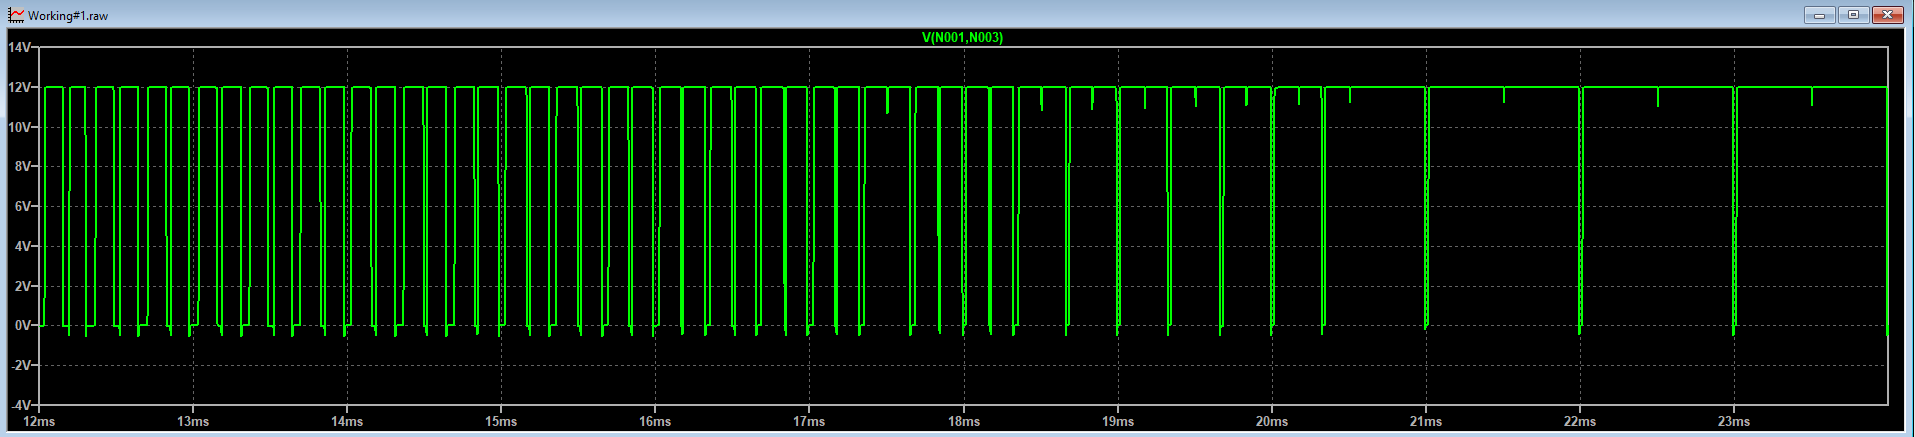 Working#1.raw
V(N001,N003)
14V
12V
10V
8V
6V
4V
2V
0V
-2V
-4V
12ms 13ms 14ms 15ms 16ms 17ms 18ms 19ms 20ms 21ms 22ms 23ms